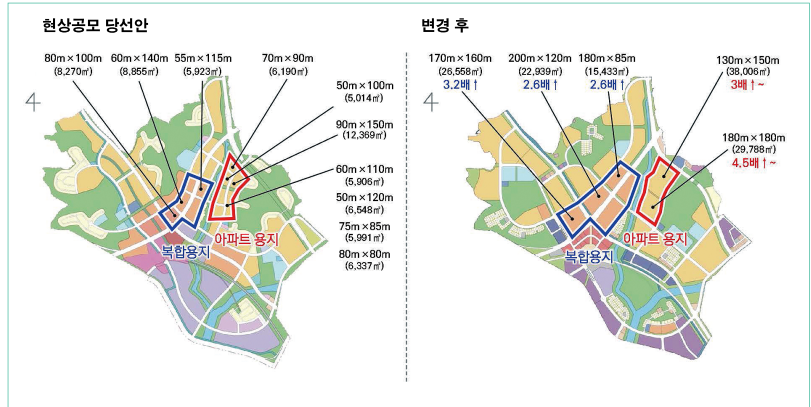 현상공모 당선안
80m×100m
(8,270㎡)
60m×140m
(8,855㎡)
55m×115m
(5,923㎡)
70m×90m
(6,190㎡)
50m×100m
(5,014㎡)
90m×150m
(12,369㎡)
60m×110m
(5,906㎡)
50m×120m
(6,548㎡)
75m×85m
(5,991㎡)
80m×80m
(6,337㎡)
아파트 용지
복합용지
변경 후
170m×160m
(26,558㎡)
3.2배↑
200m×120m
(22,939㎡)
2.6배↑
180m×85m
(15,433㎡)
2.6배↑
130m×150m
(38,006㎡)
3배↑~
180m×180m
(29,788㎡)
4.5배↑~
아파트 용지
복합용지